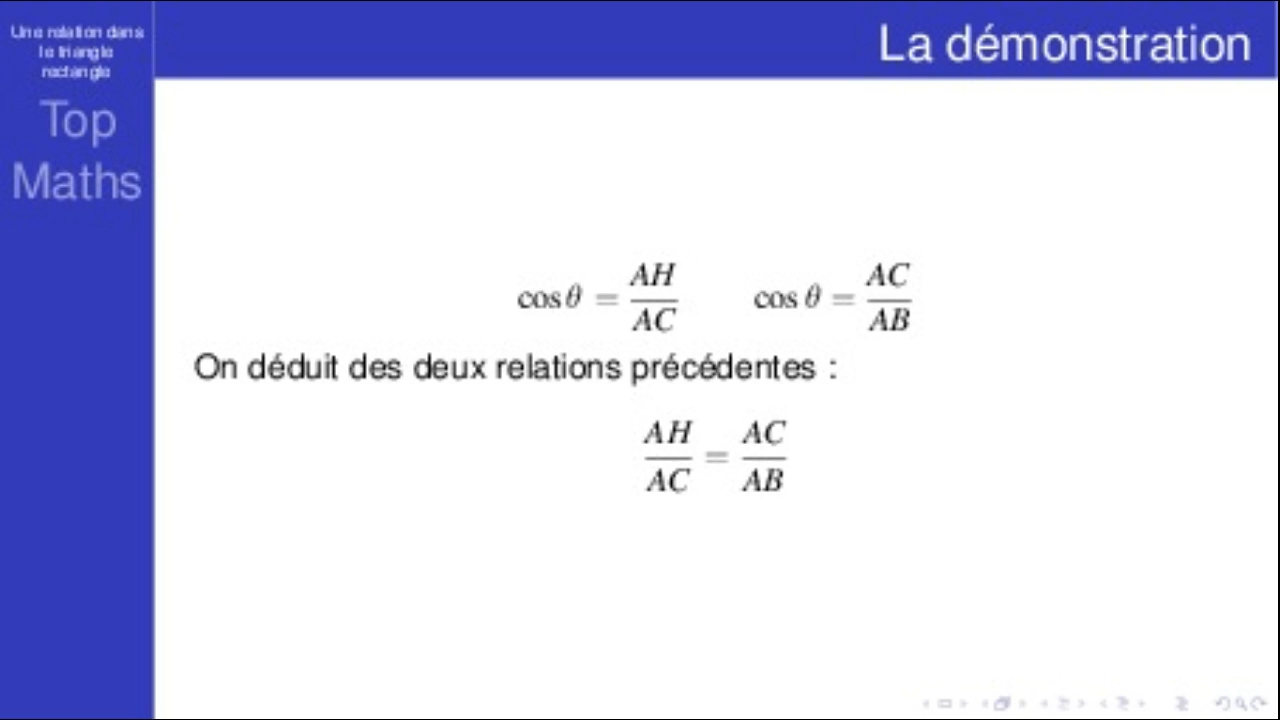 Une relation dans
le triangle
rectangle
Top
Maths
La démonstration
cos θ = AH/AC    cos θ = AC/AB
On déduit des deux relations précédentes :
AH/AC = AC/AB